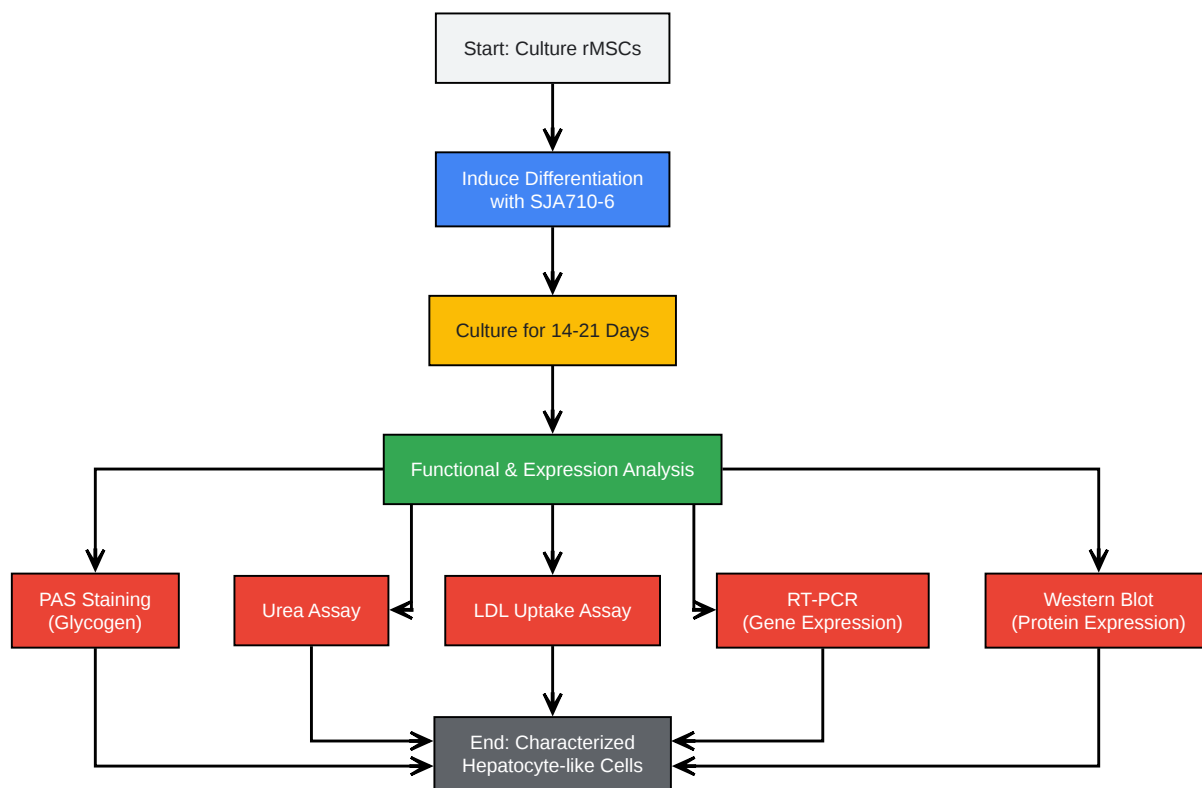 Start: Culture rMSCs
Induce Differentiation
with SJA710-6
Culture for 14-21 Days
Functional & Expression Analysis
PAS Staining
(Glycogen)
Urea Assay
LDL Uptake Assay
RT-PCR
(Gene Expression)
Western Blot
(Protein Expression)
End: Characterized
Hepatocyte-like Cells